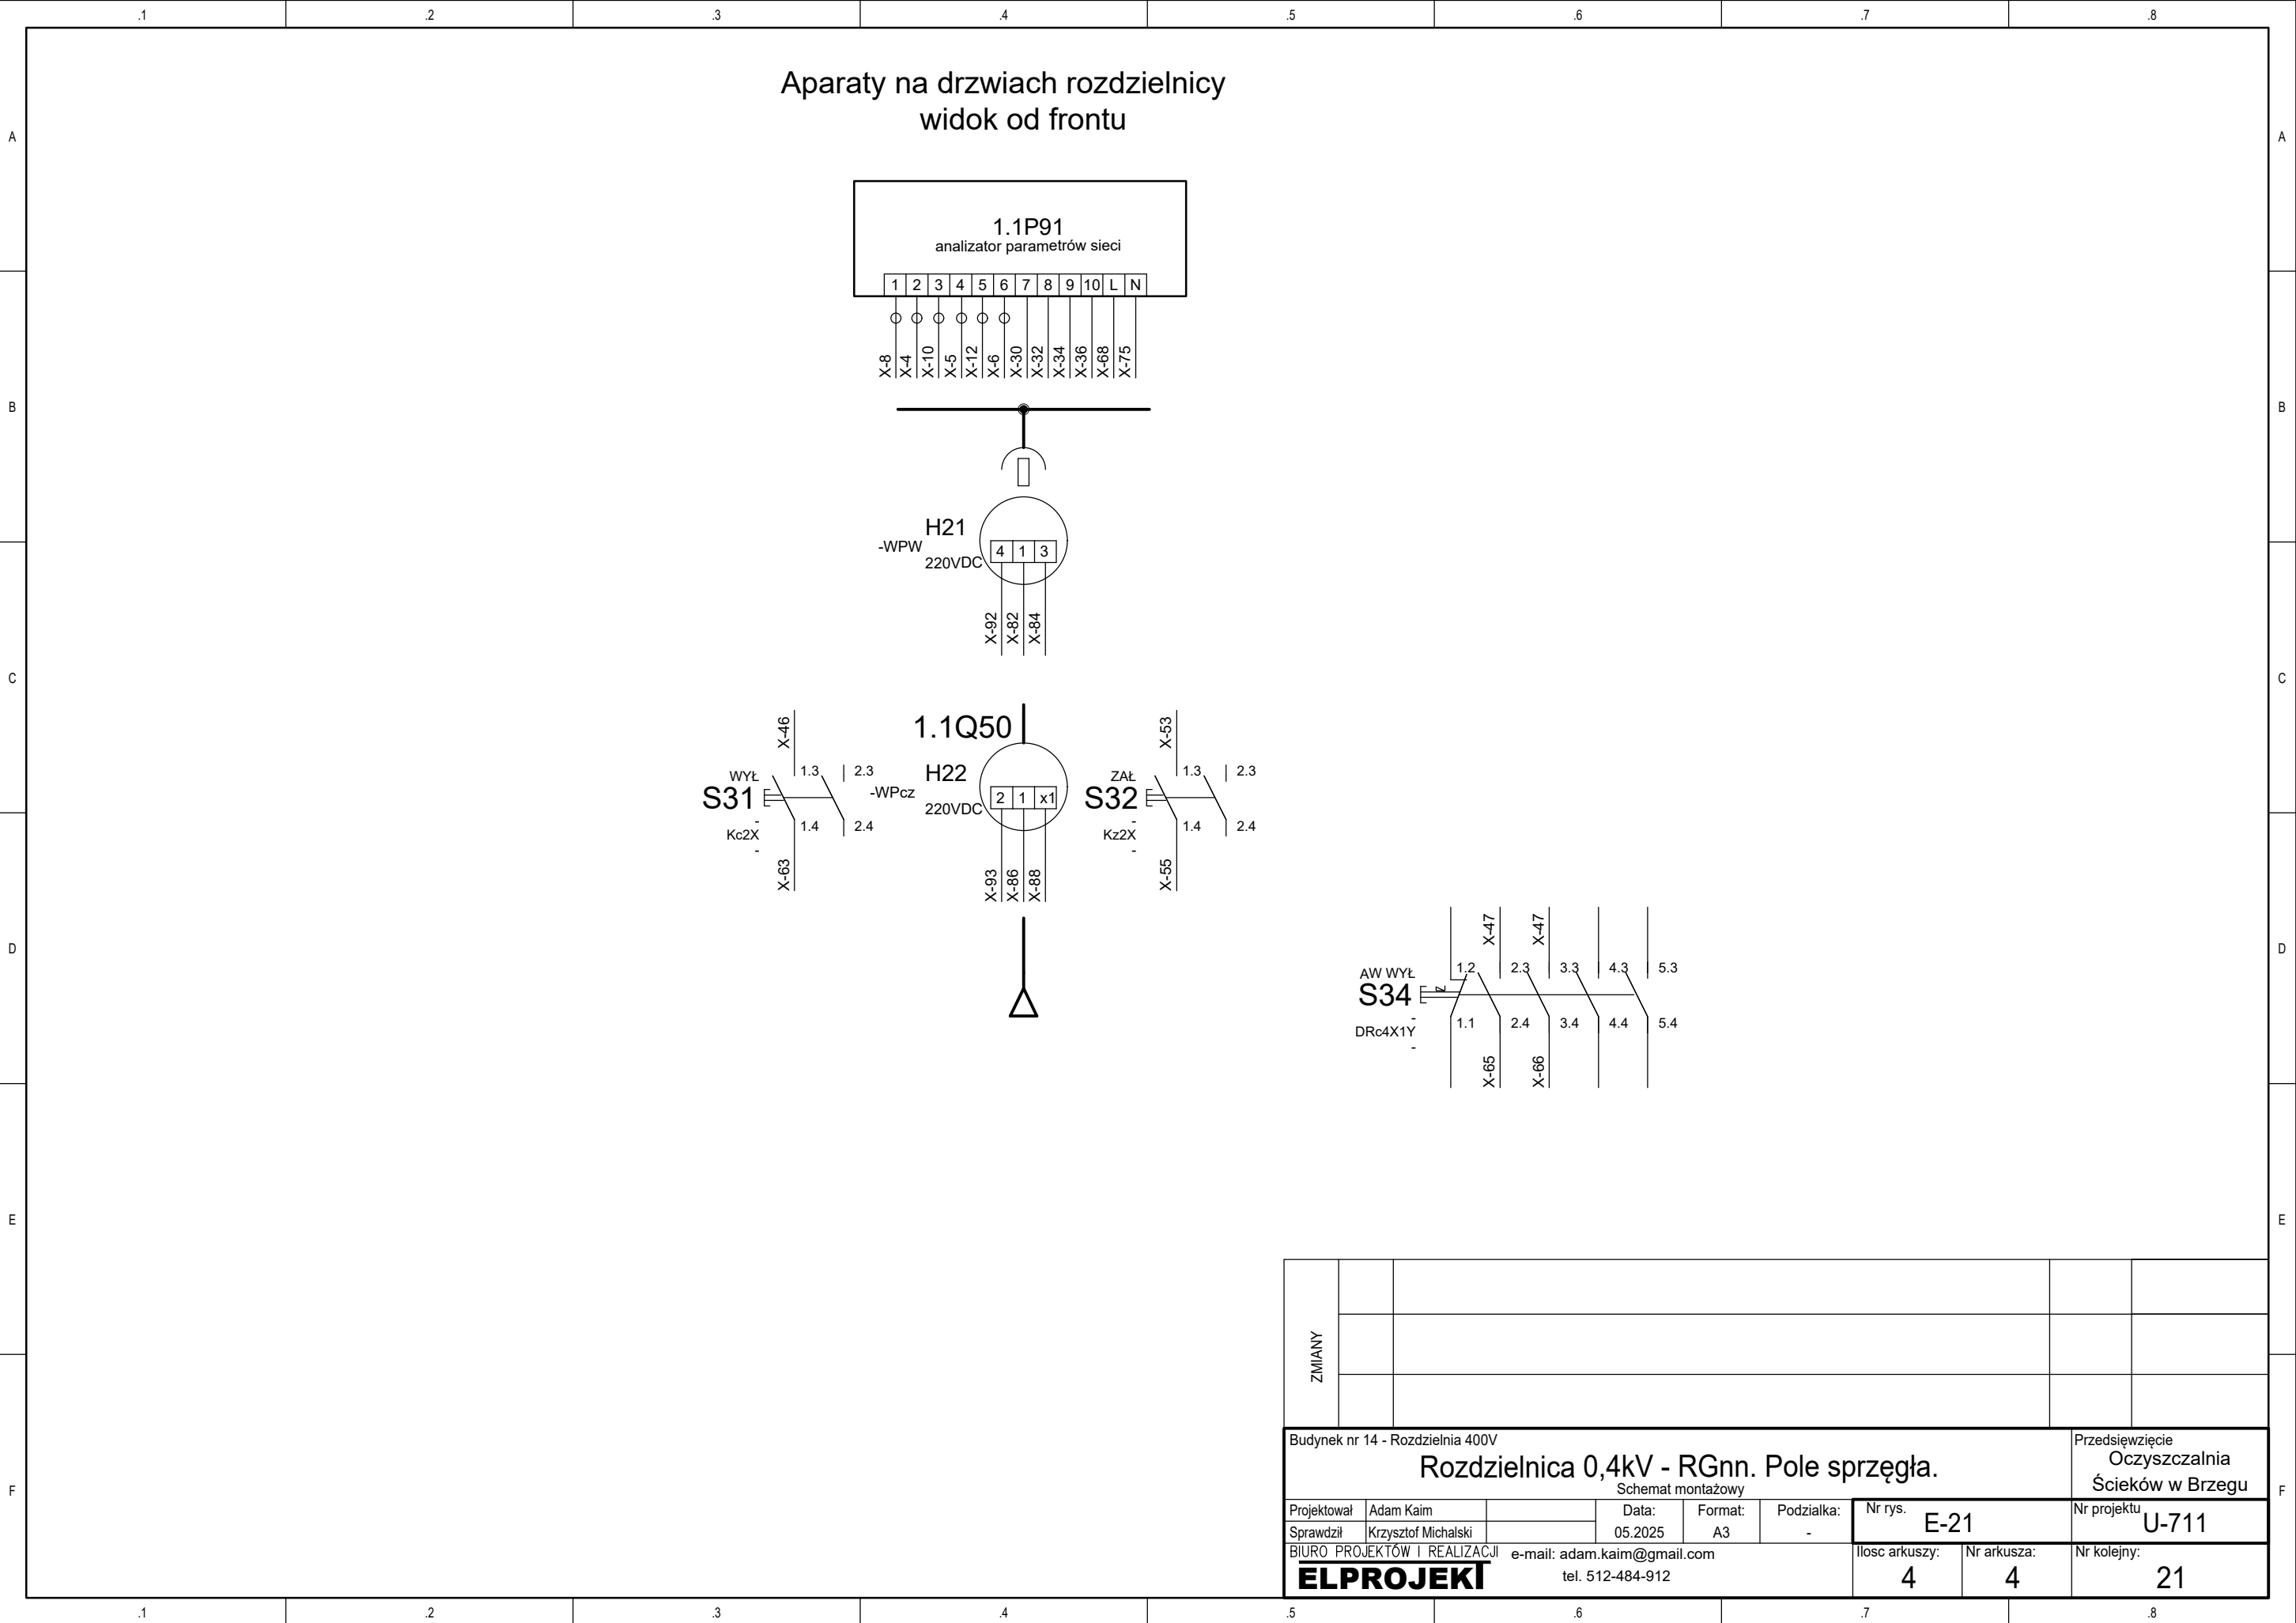 .1 .2 .3 .4 .5 .6 .7 .8
Aparaty na drzwiach rozdzielnicy
widok od frontu
A A
1.1P91
analizator parametrów sieci
1 2 3 4 5 6 7 8 9 10 L N
X-8 X-4 X-10 X-5 X-12 X-6 X-30 X-32 X-34 X-36 X-68 X-75
B B
H21
-WPW
220VDC
4 1 3
X-92 X-82 X-84
C C
1.1Q50
H22
-WPcz
220VDC
2 1 x1
X-93 X-86 X-88
X-46
WYŁ
S31
-
Kc2X
-
1.3 2.3
1.4 2.4
X-63
X-53
ZAŁ
S32
-
Kz2X
-
1.3 2.3
1.4 2.4
X-55
D D
X-47 X-47
AW WYŁ
S34
-
DRc4X1Y
-
1.2 2.3 3.3 4.3 5.3
1.1 2.4 3.4 4.4 5.4
X-65 X-66
E E
ZMIANY
F F
Budynek nr 14 - Rozdzielnia 400V
Rozdzielnica 0,4kV - RGnn. Pole sprzęgła.
Schemat montażowy
Przedsięwzięcie
Oczyszczalnia
Ścieków w Brzegu
Projektował Adam Kaim
Sprawdził Krzysztof Michalski
Data:
05.2025
Format:
A3
Podzialka:
-
Nr rys.
E-21
Nr projektu
U-711
BIURO PROJEKTÓW I REALIZACJI
ELPROJEKT
e-mail: adam.kaim@gmail.com
tel. 512-484-912
Ilosc arkuszy:
4
Nr arkusza:
4
Nr kolejny:
21
.1 .2 .3 .4 .5 .6 .7 .8